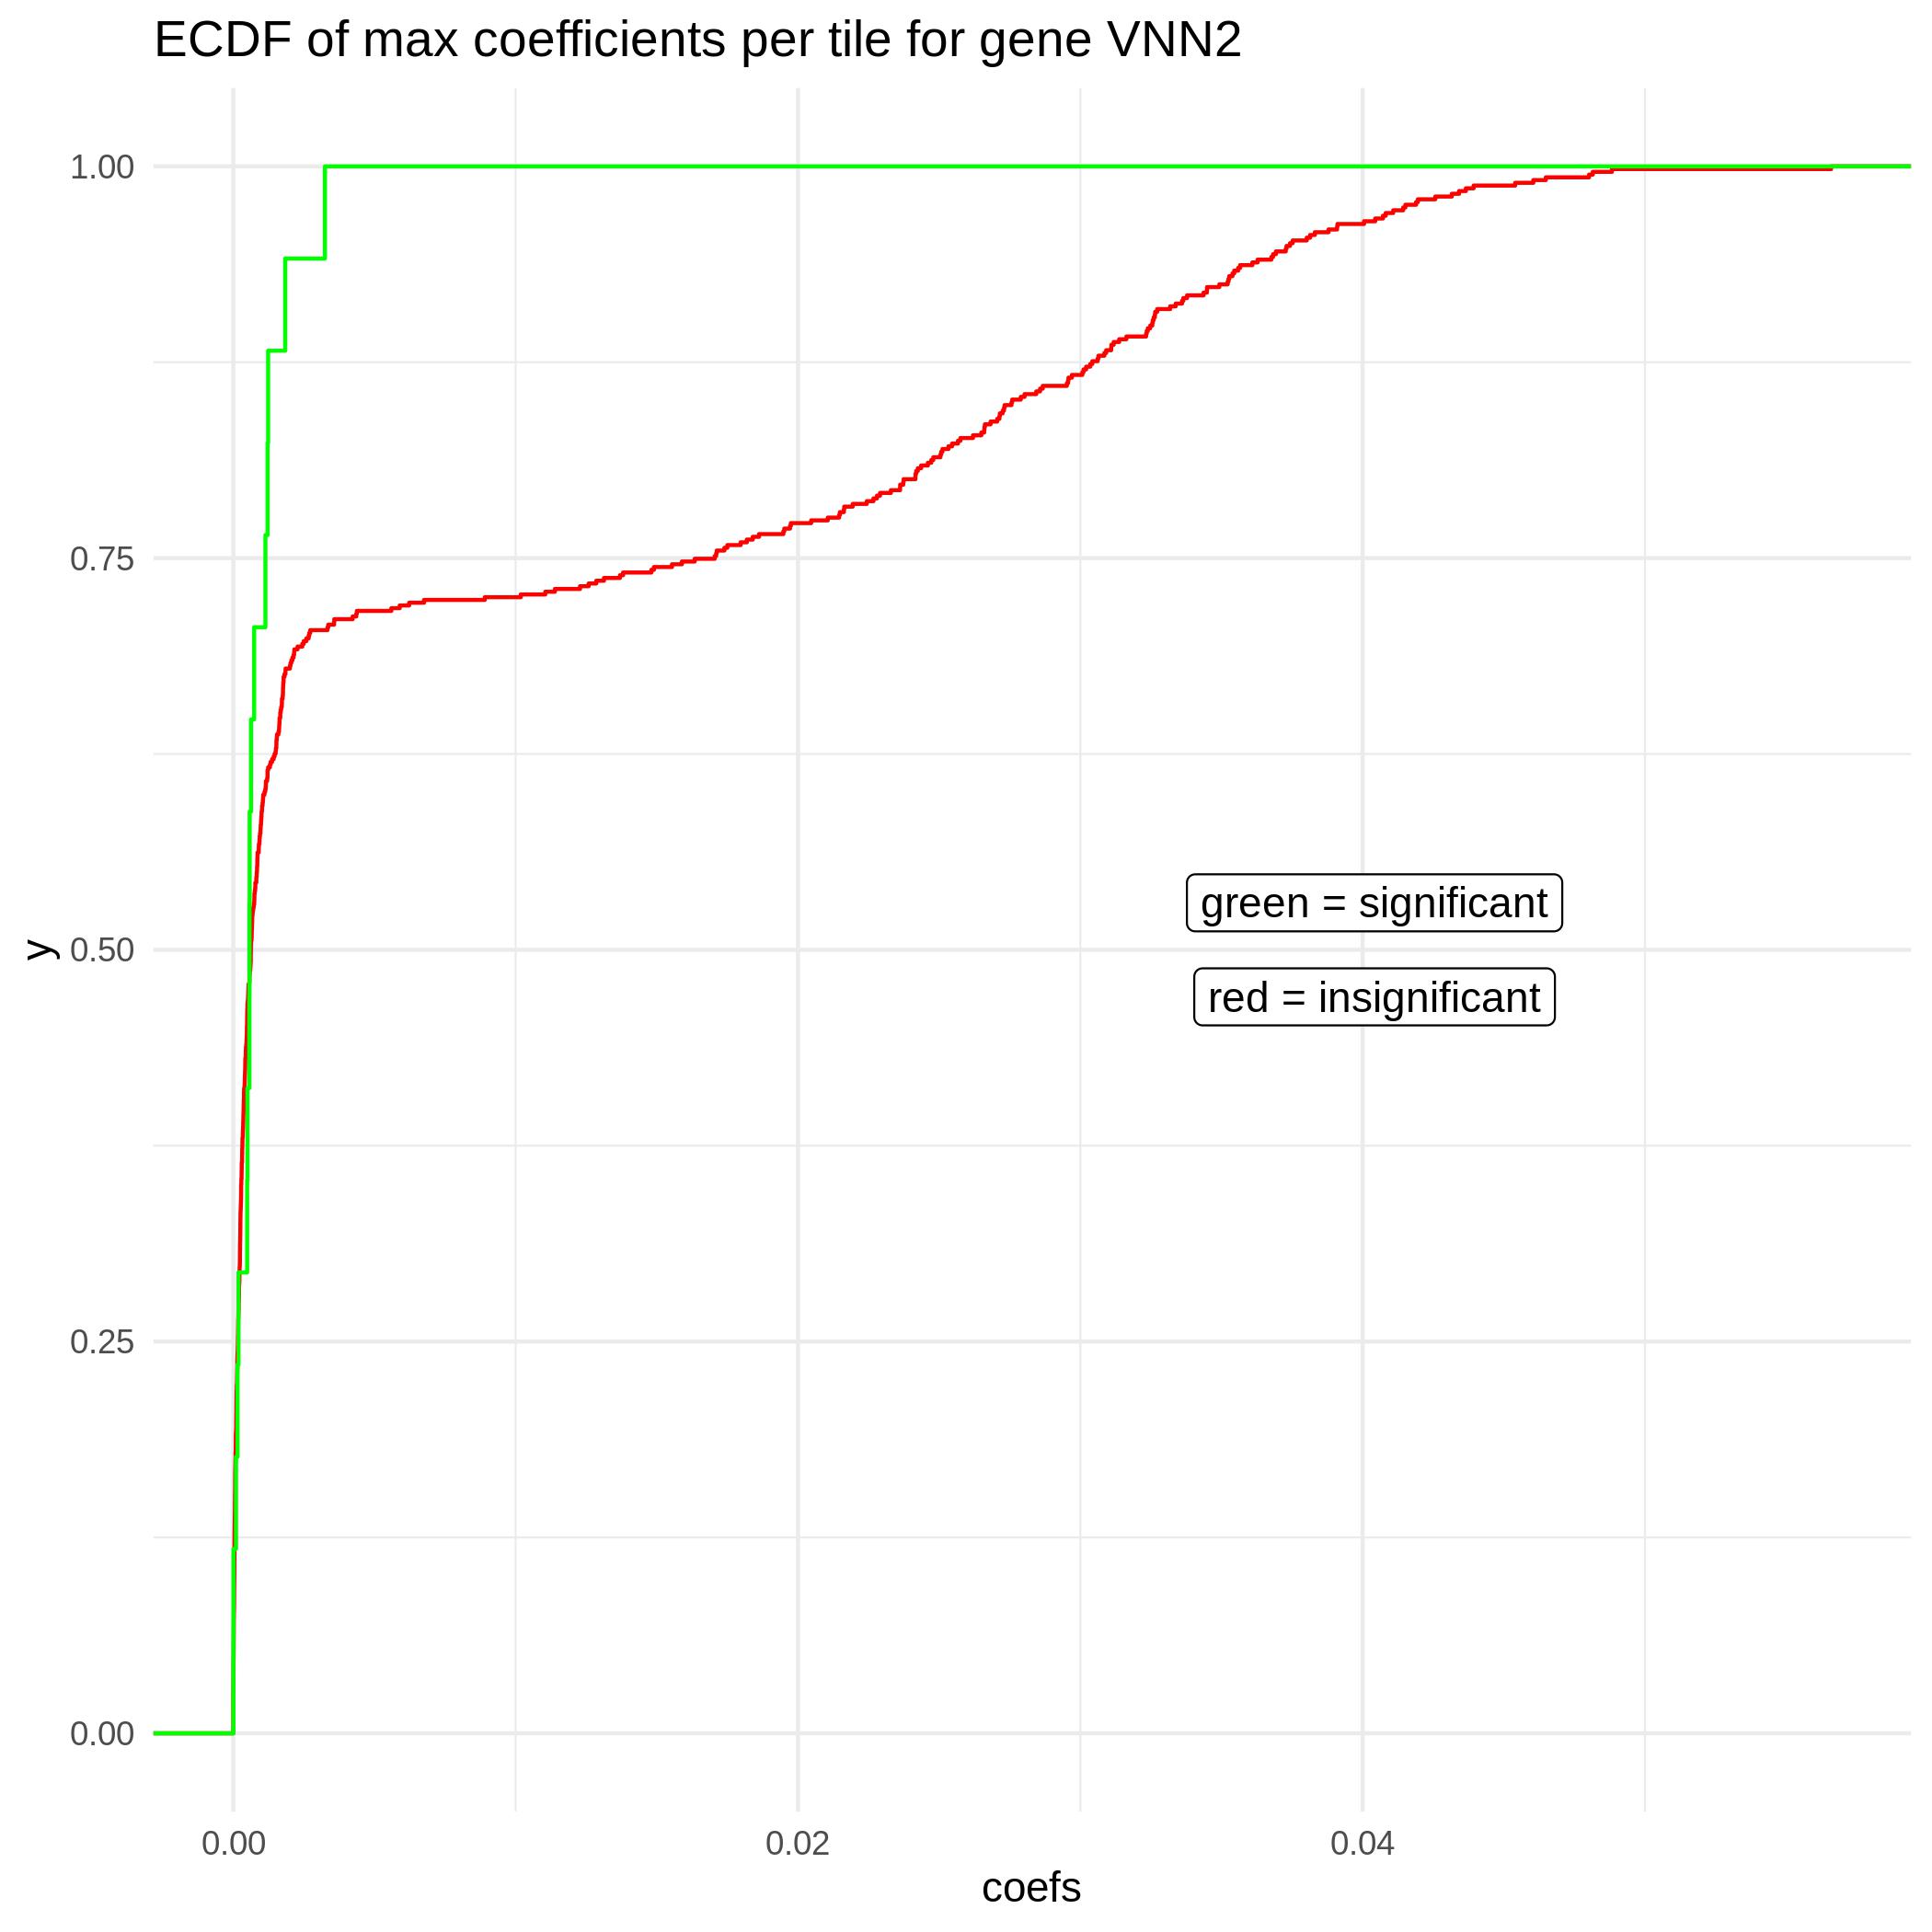 ECDF of max coefficients per tile for gene VNN2
1.00
0.75
0.50
0.25
0.00
y
green = significant
red = insignificant
0.00 0.02 0.04
coefs